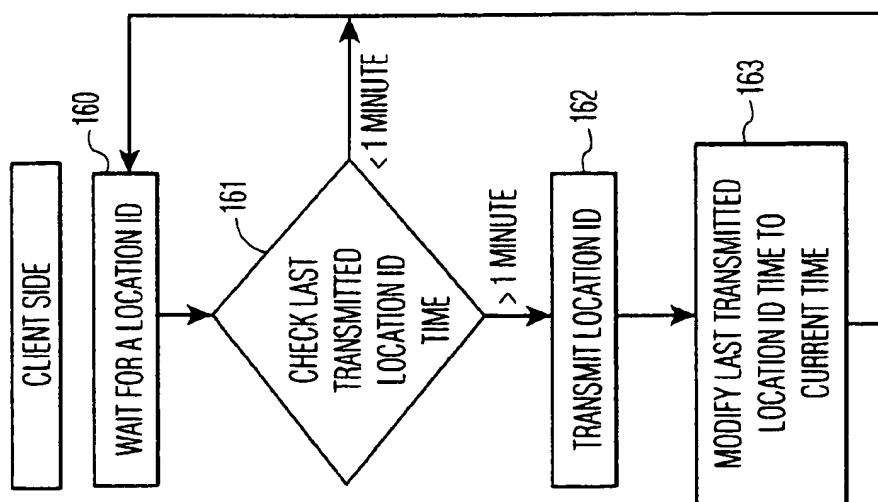 CLIENT SIDE
160
WAIT FOR A LOCATION ID
161
CHECK LAST
TRANSMITTED
LOCATION ID
TIME
< 1 MINUTE
> 1 MINUTE
162
TRANSMIT LOCATION ID
163
MODIFY LAST TRANSMITTED
LOCATION ID TIME TO
CURRENT TIME